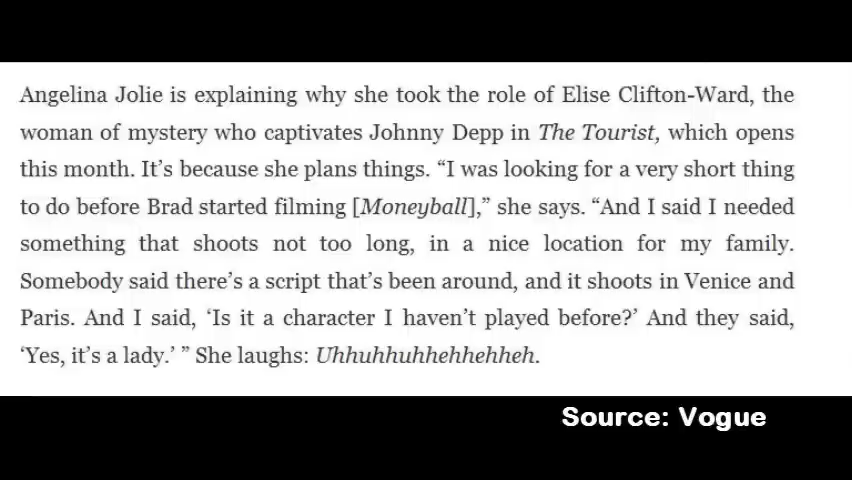 Angelina Jolie is explaining why she took the role of Elise Clifton-Ward, the
woman of mystery who captivates Johnny Depp in The Tourist, which opens
this month. It’s because she plans things. “I was looking for a very short thing
to do before Brad started filming [Moneyball],” she says. “And I said I needed
something that shoots not too long, in a nice location for my family.
Somebody said there’s a script that’s been around, and it shoots in Venice and
Paris. And I said, ‘Is it a character I haven’t played before?’ And they said,
‘Yes, it’s a lady.’ ” She laughs: Uhhuhhuhhehhehheh.
Source: Vogue